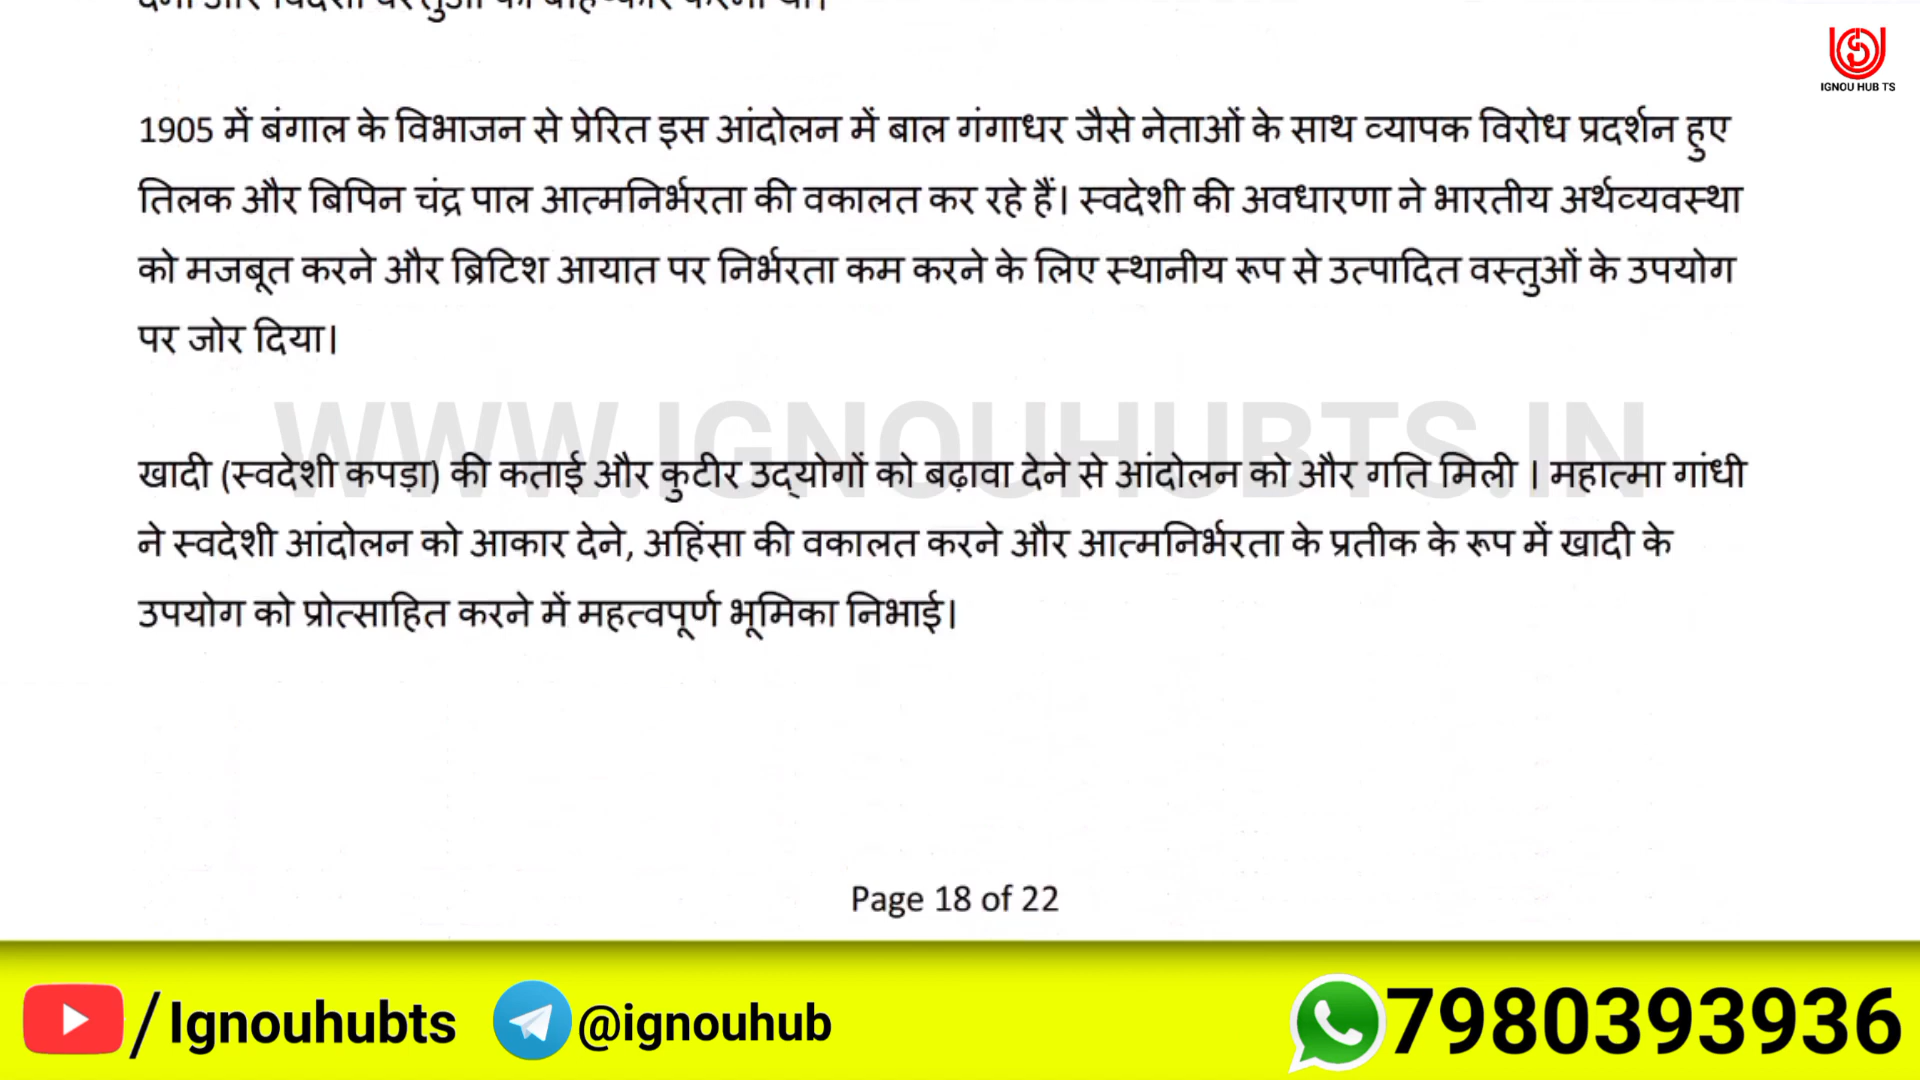 IGNOU HUB TS
1905 में बंगाल के विभाजन से प्रेरित इस आंदोलन में बाल गंगाधर जैसे नेताओं के साथ व्यापक विरोध प्रदर्शन हुए
तिलक और बिपिन चंद्र पाल आत्मनिर्भरता की वकालत कर रहे हैं। स्वदेशी की अवधारणा ने भारतीय अर्थव्यवस्था
को मजबूत करने और ब्रिटिश आयात पर निर्भरता कम करने के लिए स्थानीय रूप से उत्पादित वस्तुओं के उपयोग
पर जोर दिया।
WWW.IGNOUHUBTS.IN
खादी (स्वदेशी कपड़ा) की कताई और कुटीर उद्योगों को बढ़ावा देने से आंदोलन को और गति मिली । महात्मा गांधी
ने स्वदेशी आंदोलन को आकार देने, अहिंसा की वकालत करने और आत्मनिर्भरता के प्रतीक के रूप में खादी के
उपयोग को प्रोत्साहित करने में महत्वपूर्ण भूमिका निभाई।
Page 18 of 22
/Ignouhubts @ignouhub 7980393936